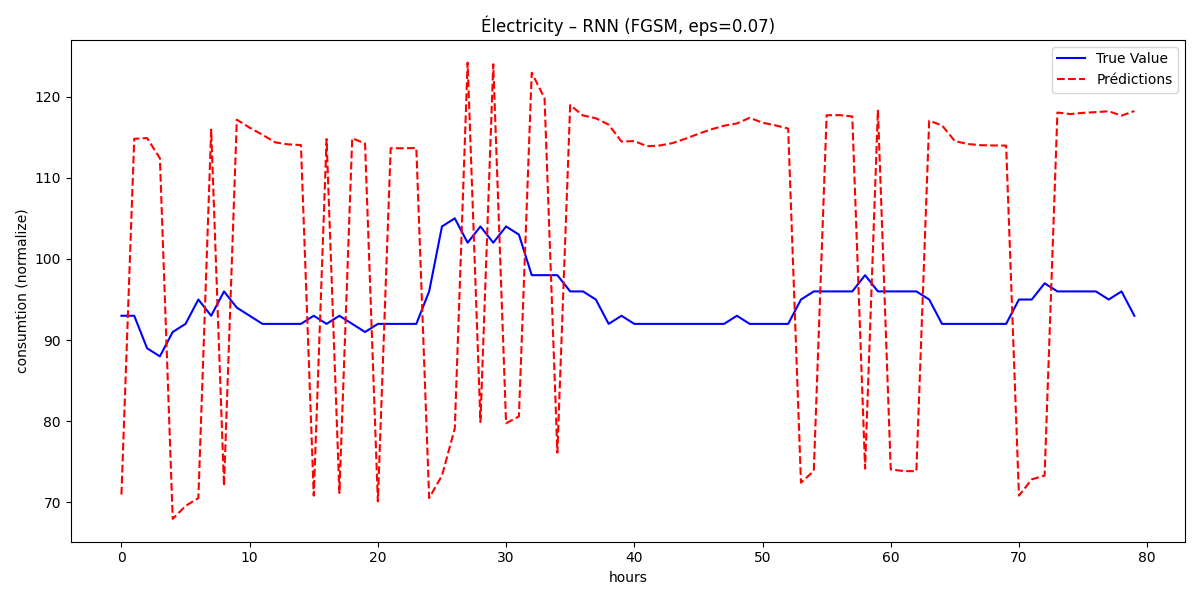 Électricity – RNN (FGSM, eps=0.07)
True Value
Prédictions
consumtion (normalize)
120
110
100
90
80
70
0 10 20 30 40 50 60 70 80
hours